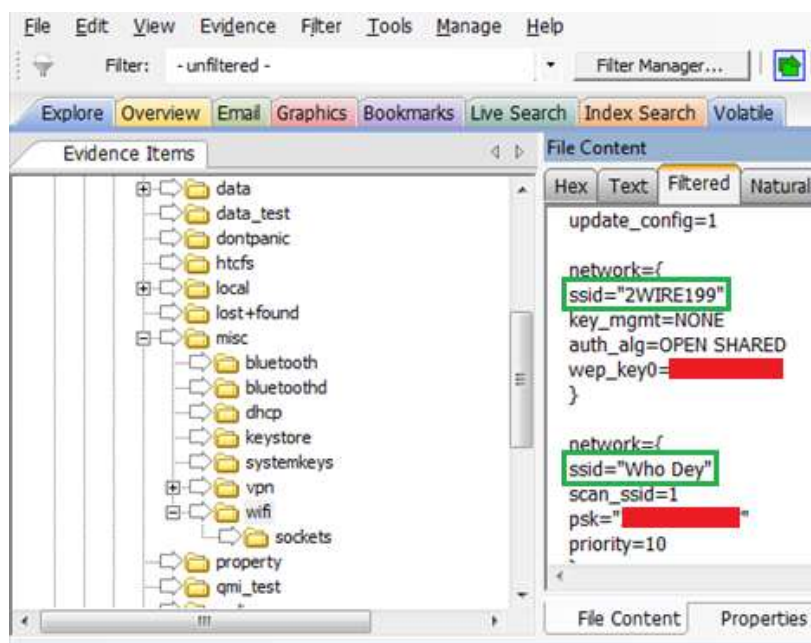 File Edit View Evidence Filter Tools Manage Help
Filter: - unfiltered - Filter Manager...
Explore Overview Email Graphics Bookmarks Live Search Index Search Volatile
Evidence Items
data
data_test
dontpanic
htcfs
local
lost+found
misc
bluetooth
bluetoothd
dhcp
keystore
systemkeys
vpn
wifi
sockets
property
qmi_test
File Content
Hex Text Filtered Natural
update_config=1
network={
ssid="2WIRE199"
key_mgmt=NONE
auth_alg=OPEN SHARED
wep_key0=
}
network={
ssid="Who Dey"
scan_ssid=1
psk=" "
priority=10
File Content Properties